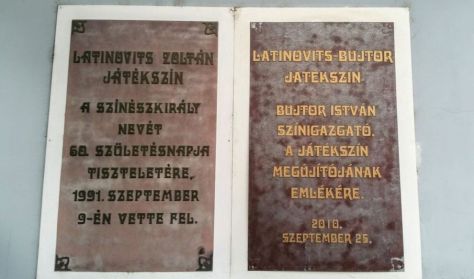 LATINOVITS ZOLTÁN
JÁTÉKSZÍN
A SZÍNÉSZKIRÁLY
NEVÉT
60. SZÜLETÉSNAPJA
TISZTELETÉRE,
1991. SZEPTEMBER
9-ÉN VETTE FEL.
LATINOVITS-BUJTOR
JÁTÉKSZÍN
BUJTOR ISTVÁN
SZÍNIGAZGATÓ,
A JÁTÉKSZÍN
MEGÚJÍTÓJÁNAK
EMLÉKÉRE.
2010.
SZEPTEMBER 25.